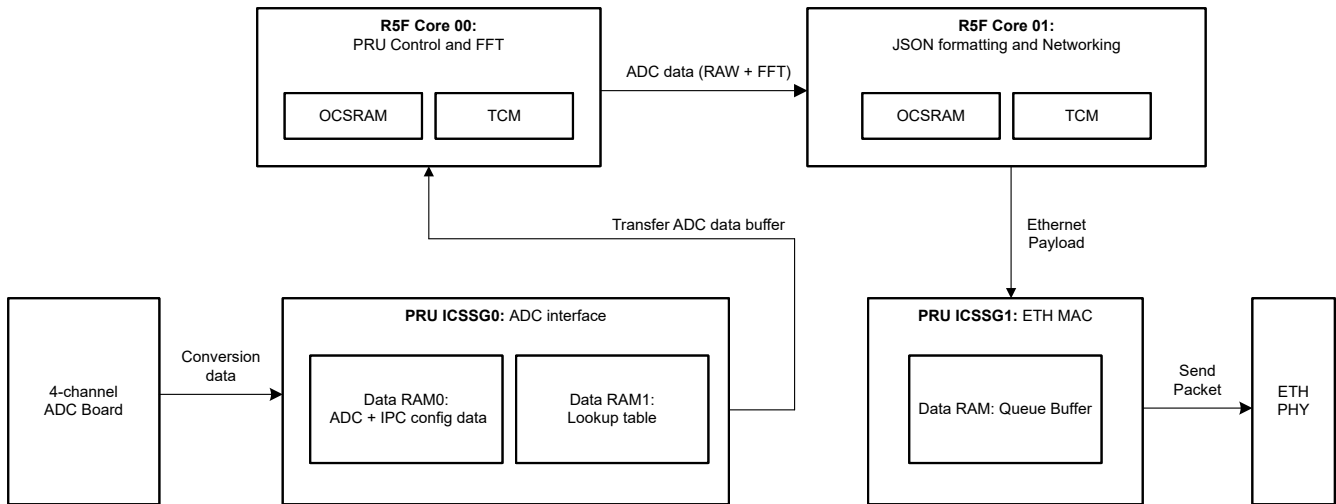 R5F Core 00:
PRU Control and FFT
OCSRAM
TCM
ADC data (RAW + FFT)
R5F Core 01:
JSON formatting and Networking
OCSRAM
TCM
Transfer ADC data buffer
Ethernet
Payload
4-channel
ADC Board
Conversion
data
PRU ICSSG0: ADC interface
Data RAM0:
ADC + IPC config data
Data RAM1:
Lookup table
PRU ICSSG1: ETH MAC
Data RAM: Queue Buffer
Send
Packet
ETH
PHY